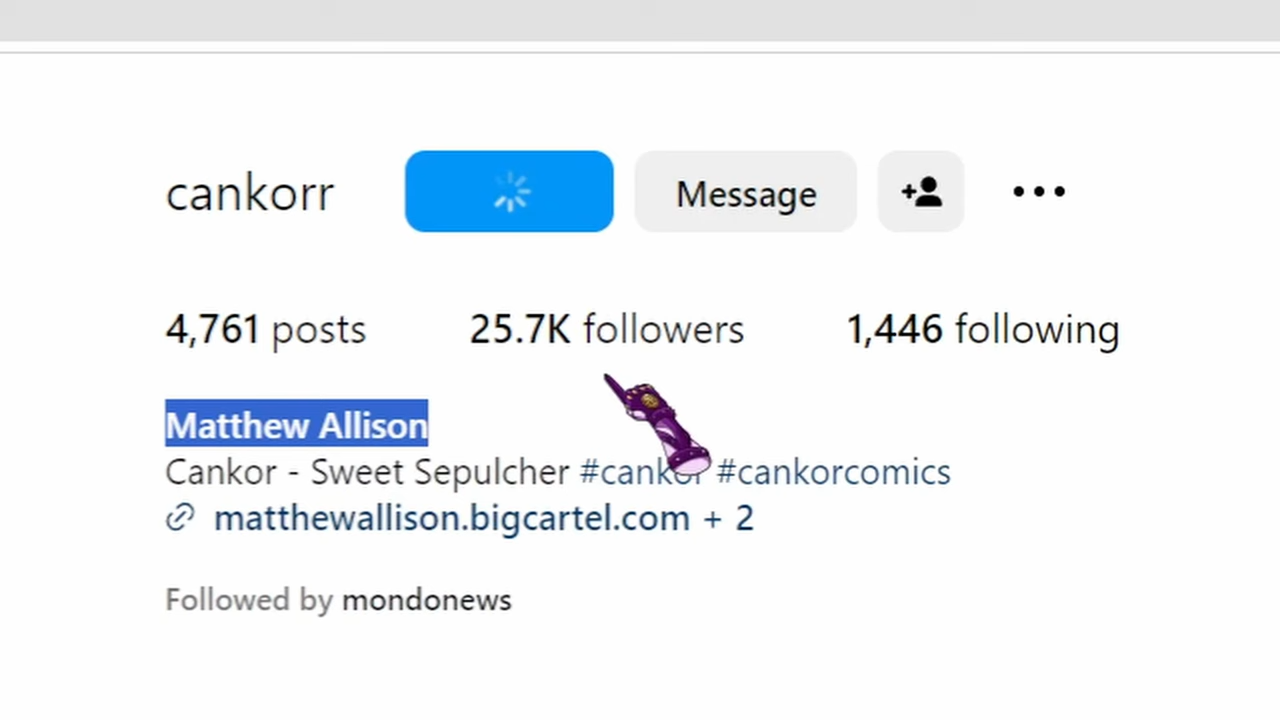 cankorr Message
4,761 posts 25.7K followers 1,446 following
Matthew Allison
Cankor - Sweet Sepulcher #cankor #cankorcomics
matthewallison.bigcartel.com + 2
Followed by mondonews